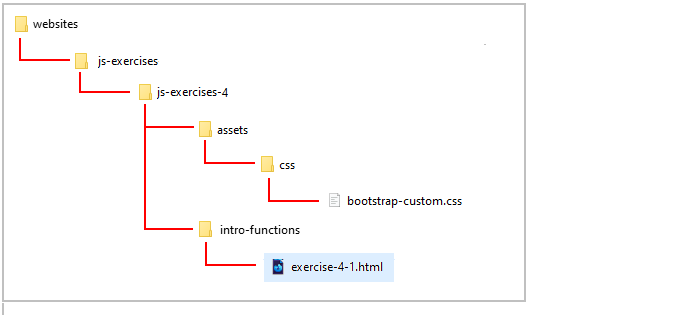 websites
js-exercises
js-exercises-4
assets
css
bootstrap-custom.css
intro-functions
exercise-4-1.html